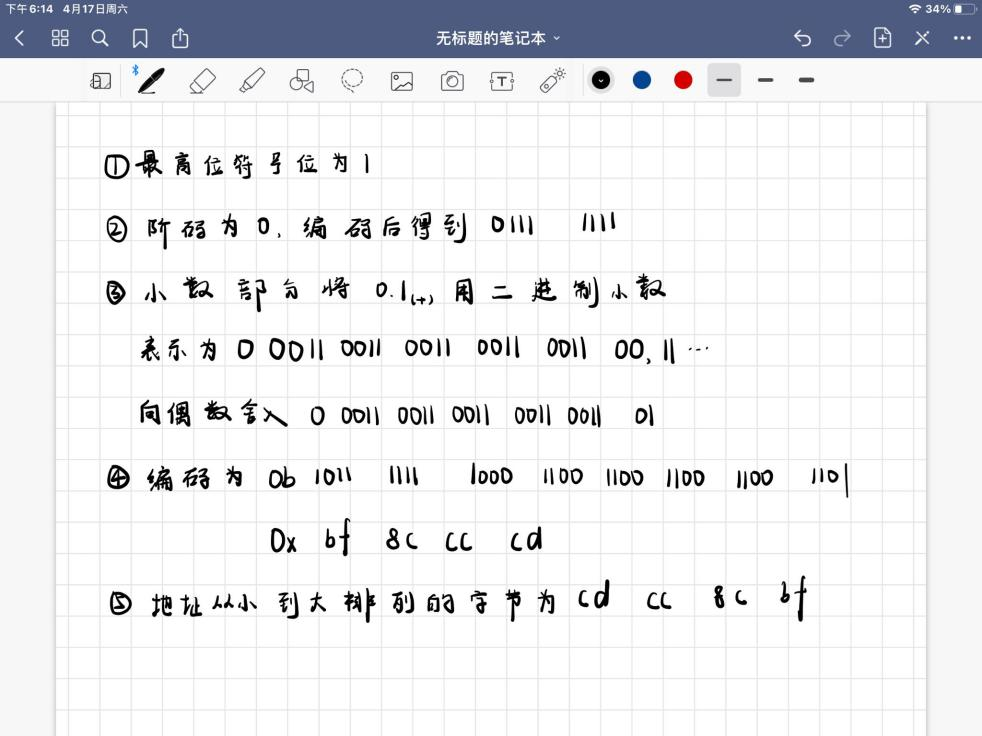 下午6:14 4月17日周六
34%
无标题的笔记本
T
①最高位符号位为1
② 阶码为0,编码后得到 0111 1111
③ 小数部分将 0.1(+) 用二进制小数
表示为 0 0011 0011 0011 0011 0011 00,11…
向偶数舍入 0 0011 0011 0011 0011 0011 01
④ 编码为 0b 1011 1111 1000 1100 1100 1100 1100 1101
0x bf 8c cc cd
⑤ 地址从小到大排列的字节为 cd cc 8c bf